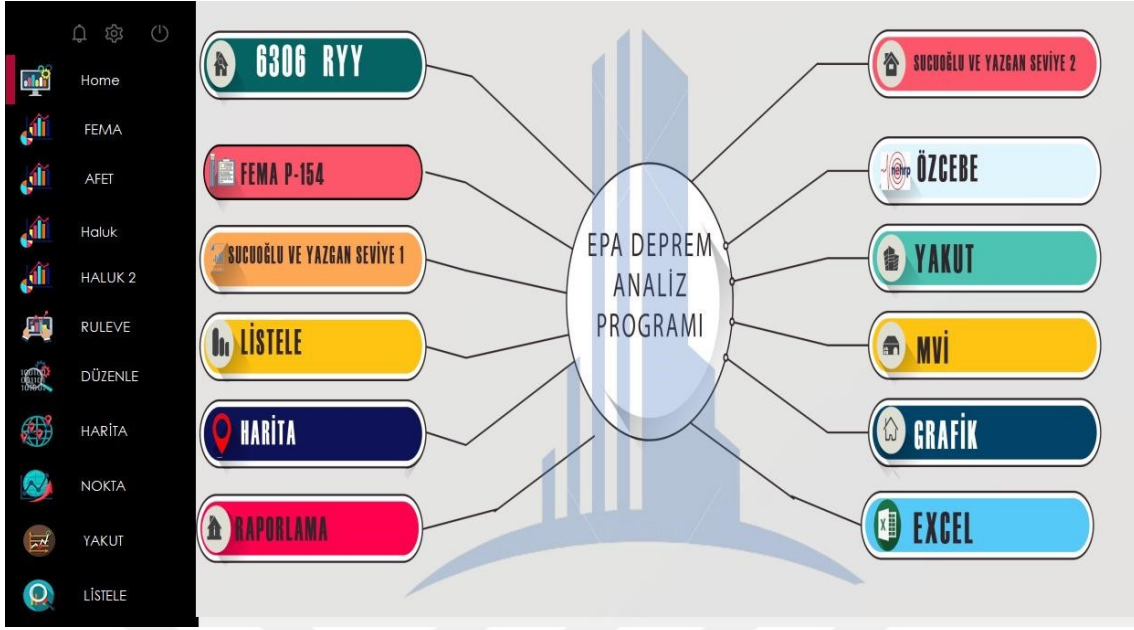 Home
FEMA
AFET
Haluk
HALUK 2
RULEVE
DÜZENLE
HARİTA
NOKTA
YAKUT
LİSTELE
6306 RYY
FEMA P-154
SUCUOĞLU VE YAZGAN SEVİYE 1
LİSTELE
HARİTA
RAPORLAMA
EPA DEPREM
ANALİZ
PROGRAMI
SUCUOĞLU VE YAZGAN SEVİYE 2
nehrp
ÖZCEBE
YAKUT
MVİ
GRAFİK
EXCEL